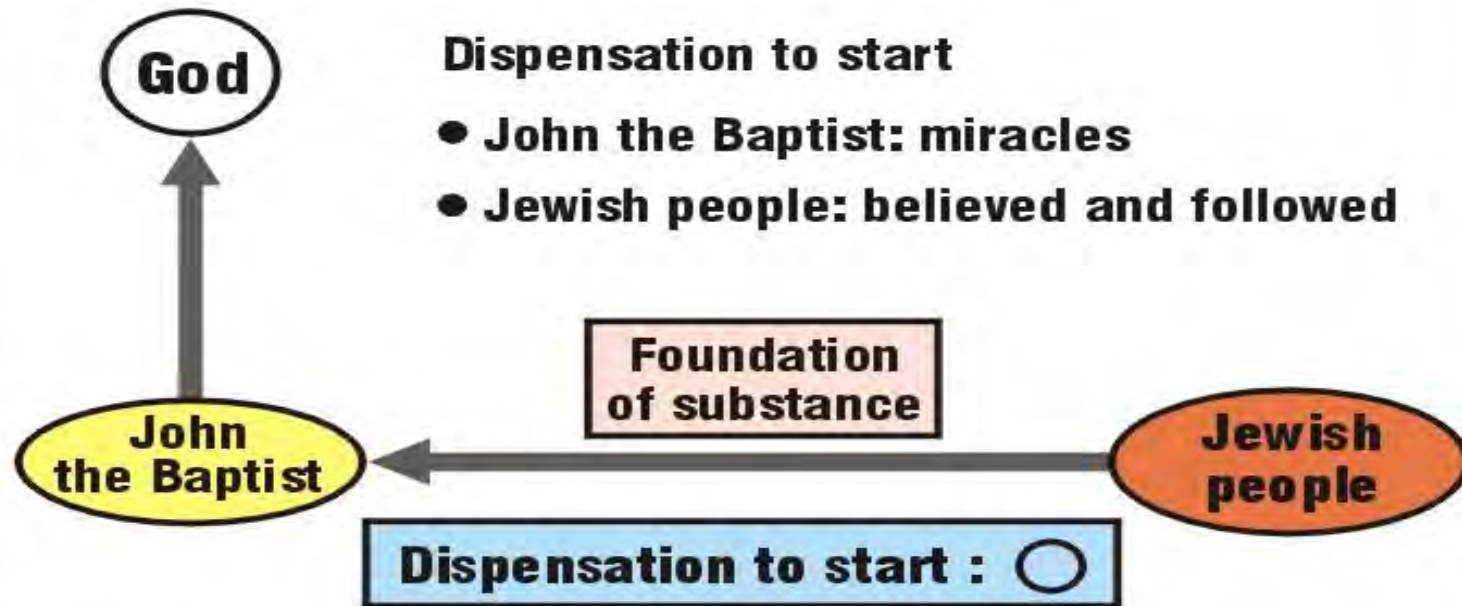 God
Dispensation to start
● John the Baptist: miracles
● Jewish people: believed and followed
Foundation
of substance
John
the Baptist
Jewish
people
Dispensation to start : ○